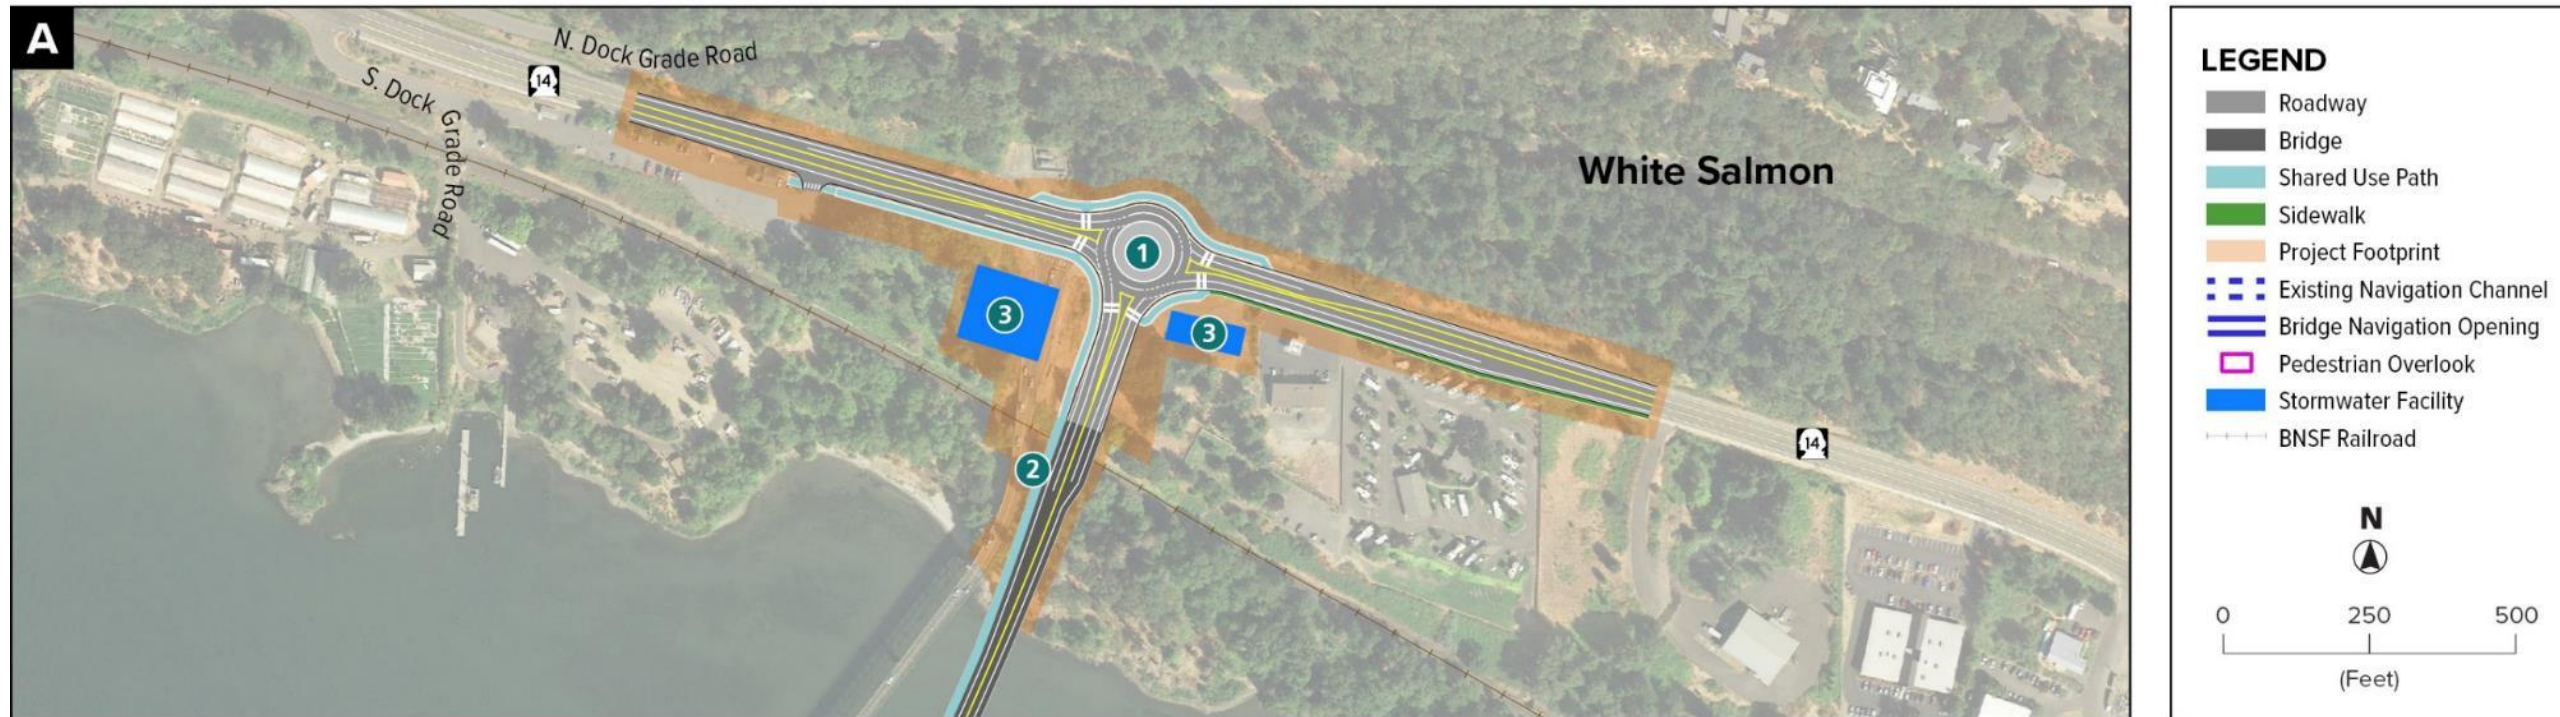 A
N. Dock Grade Road
14
S. Dock Grade Road
White Salmon
1
3
3
2
14
LEGEND
Roadway
Bridge
Shared Use Path
Sidewalk
Project Footprint
Existing Navigation Channel
Bridge Navigation Opening
Pedestrian Overlook
Stormwater Facility
BNSF Railroad
N
0 250 500
(Feet)